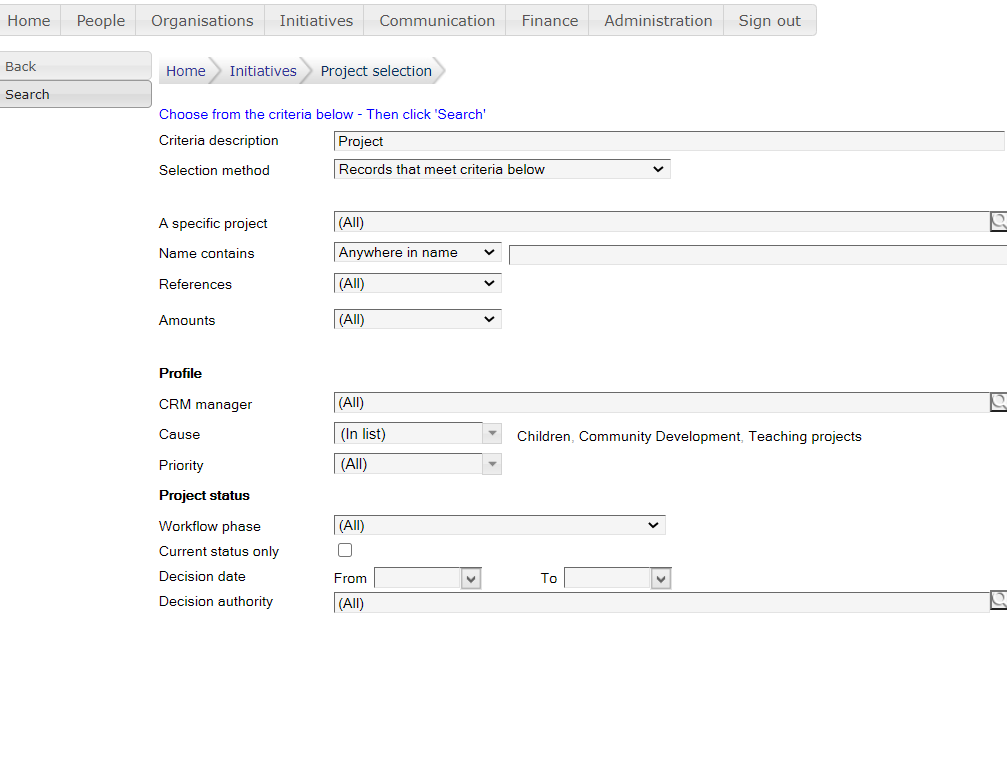 Home People Organisations Initiatives Communication Finance Administration Sign out
Back
Search
Home Initiatives Project selection
Choose from the criteria below - Then click 'Search'
Criteria description Project
Selection method Records that meet criteria below
A specific project (All)
Name contains Anywhere in name
References (All)
Amounts (All)
Profile
CRM manager (All)
Cause (In list) Children, Community Development, Teaching projects
Priority (All)
Project status
Workflow phase (All)
Current status only
Decision date From To
Decision authority (All)